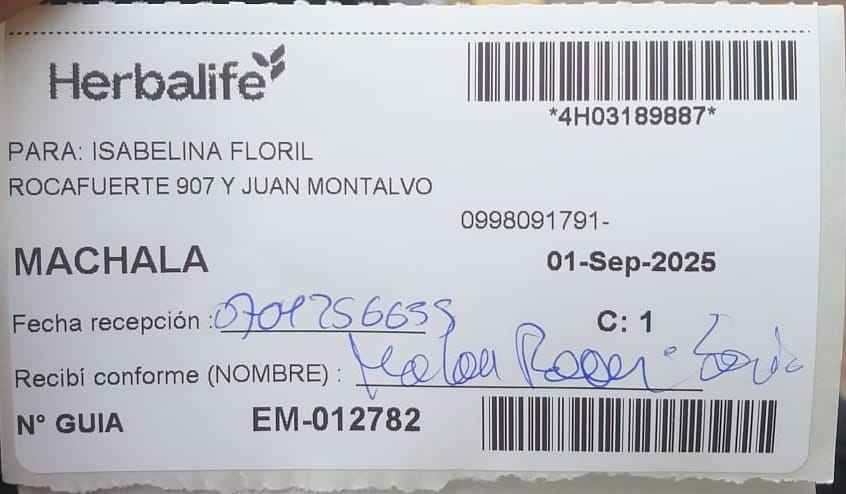 Herbalife
*4H03189887*
PARA: ISABELINA FLORIL
ROCAFUERTE 907 Y JUAN MONTALVO
0998091791-
MACHALA 01-Sep-2025
Fecha recepción : C: 1
Recibí conforme (NOMBRE) :
N° GUIA EM-012782